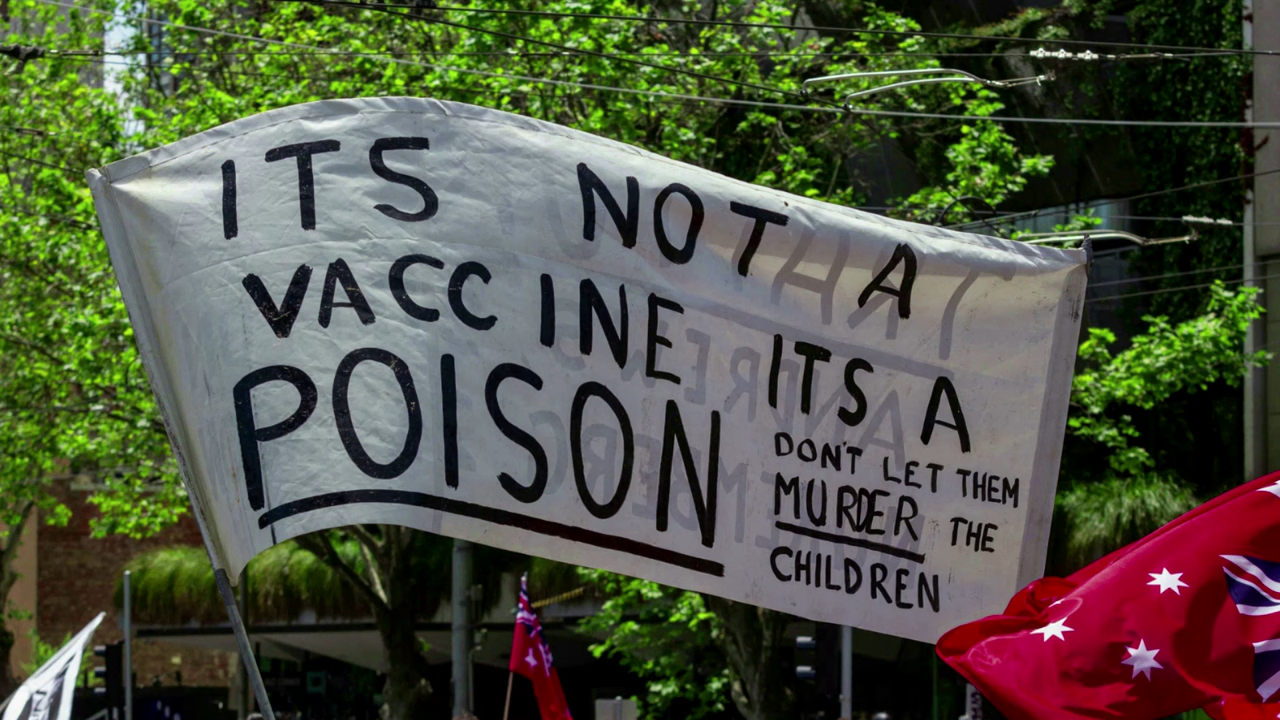 ITS NOT A
VACCINE ITS A
POISON
DON'T LET THEM
MURDER THE
CHILDREN